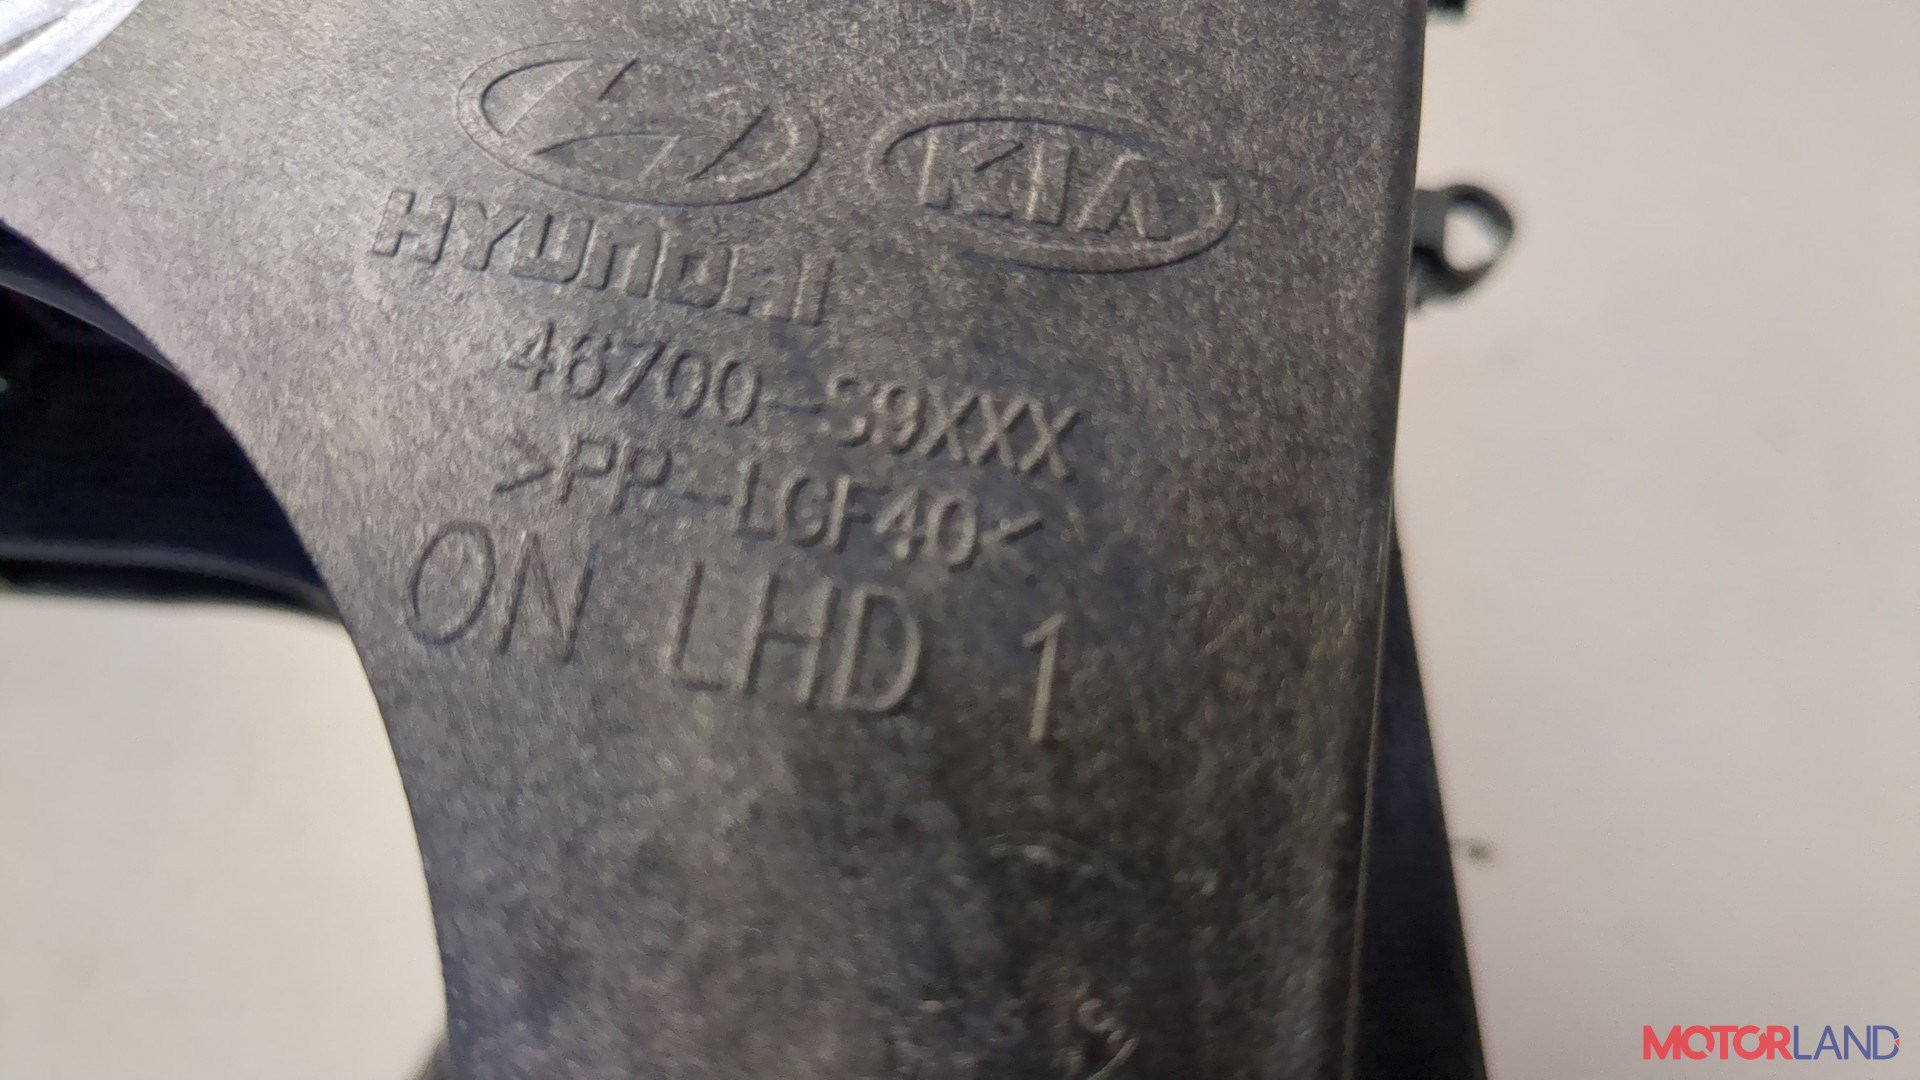 KIA
HYUNDAI
46700-S9XXX
>PP-LGF40<
ON LHD 1
MOTORLAND